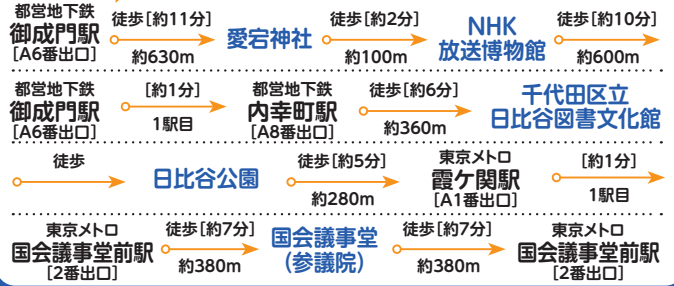 都営地下鉄
御成門駅
[A6番出口]
徒歩[約11分]
約630m
愛宕神社
徒歩[約2分]
約100m
NHK
放送博物館
徒歩[約10分]
約600m
都営地下鉄
御成門駅
[A6番出口]
[約1分]
1駅目
都営地下鉄
内幸町駅
[A8番出口]
徒歩[約6分]
約360m
千代田区立
日比谷図書文化館
徒歩
日比谷公園
徒歩[約5分]
約280m
東京メトロ
霞ケ関駅
[A1番出口]
[約1分]
1駅目
東京メトロ
国会議事堂前駅
[2番出口]
徒歩[約7分]
約380m
国会議事堂
(参議院)
徒歩[約7分]
約380m
東京メトロ
国会議事堂前駅
[2番出口]